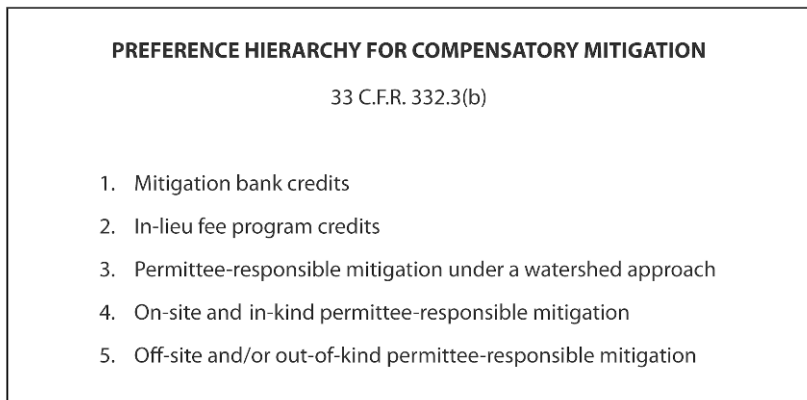 PREFERENCE HIERARCHY FOR COMPENSATORY MITIGATION
33 C.F.R. 332.3(b)
1. Mitigation bank credits
2. In-lieu fee program credits
3. Permittee-responsible mitigation under a watershed approach
4. On-site and in-kind permittee-responsible mitigation
5. Off-site and/or out-of-kind permittee-responsible mitigation